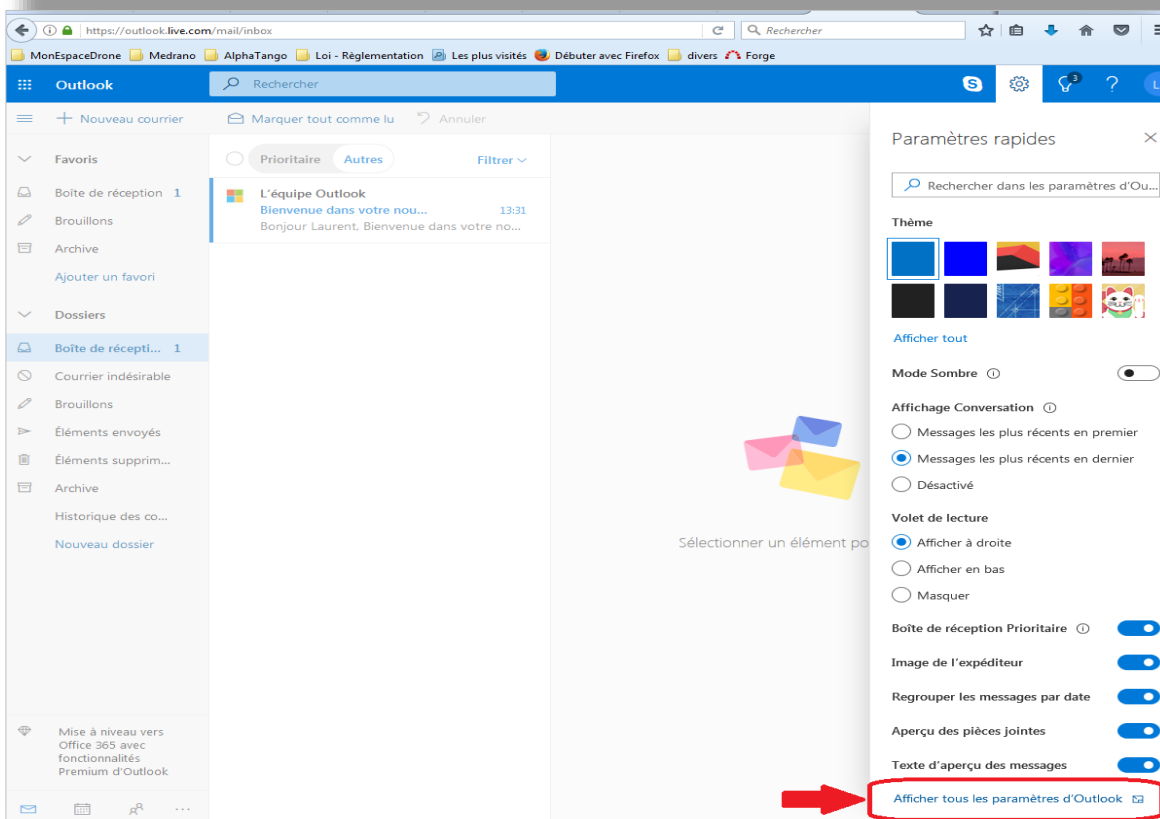 https://outlook.live.com/mail/inbox
Rechercher
MonEspaceDrone Medrano AlphaTango Loi - Règlementation Les plus visités Débuter avec Firefox divers Forge
Outlook
Rechercher
3
?
L
Nouveau courrier
Marquer tout comme lu
Annuler
Favoris
Boîte de réception 1
Brouillons
Archive
Ajouter un favori
Dossiers
Boîte de récepti... 1
Courrier indésirable
Brouillons
Éléments envoyés
Éléments supprim...
Archive
Historique des co...
Nouveau dossier
Mise à niveau vers
Office 365 avec
fonctionnalités
Premium d'Outlook
Prioritaire Autres Filtrer
L'équipe Outlook
Bienvenue dans votre nou... 13:31
Bonjour Laurent, Bienvenue dans votre no...
Sélectionner un élément po
Paramètres rapides
Rechercher dans les paramètres d'Ou...
Thème
Afficher tout
Mode Sombre
Affichage Conversation
Messages les plus récents en premier
Messages les plus récents en dernier
Désactivé
Volet de lecture
Afficher à droite
Afficher en bas
Masquer
Boîte de réception Prioritaire
Image de l'expéditeur
Regrouper les messages par date
Aperçu des pièces jointes
Texte d'aperçu des messages
Afficher tous les paramètres d'Outlook